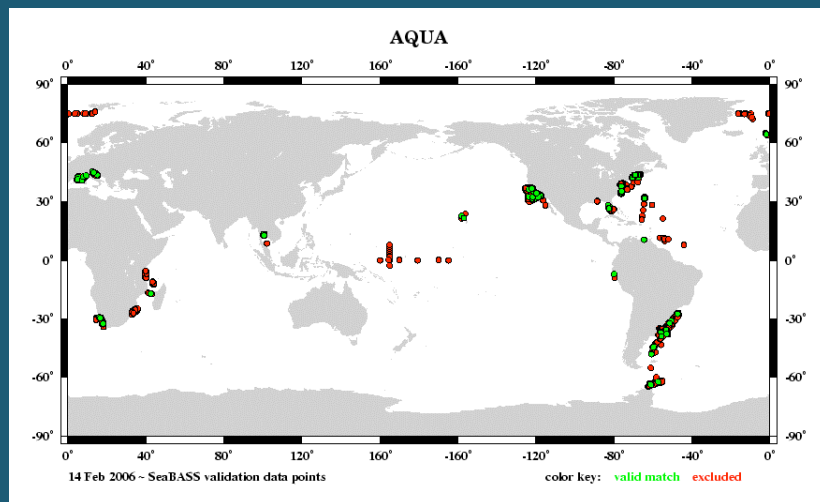 AQUA
0° 40° 80° 120° 160° -160° -120° -80° -40° 0°
90° 90°
60° 60°
30° 30°
0° 0°
-30° -30°
-60° -60°
-90° -90°
0° 40° 80° 120° 160° -160° -120° -80° -40° 0°
14 Feb 2006 ~ SeaBASS validation data points color key: valid match excluded